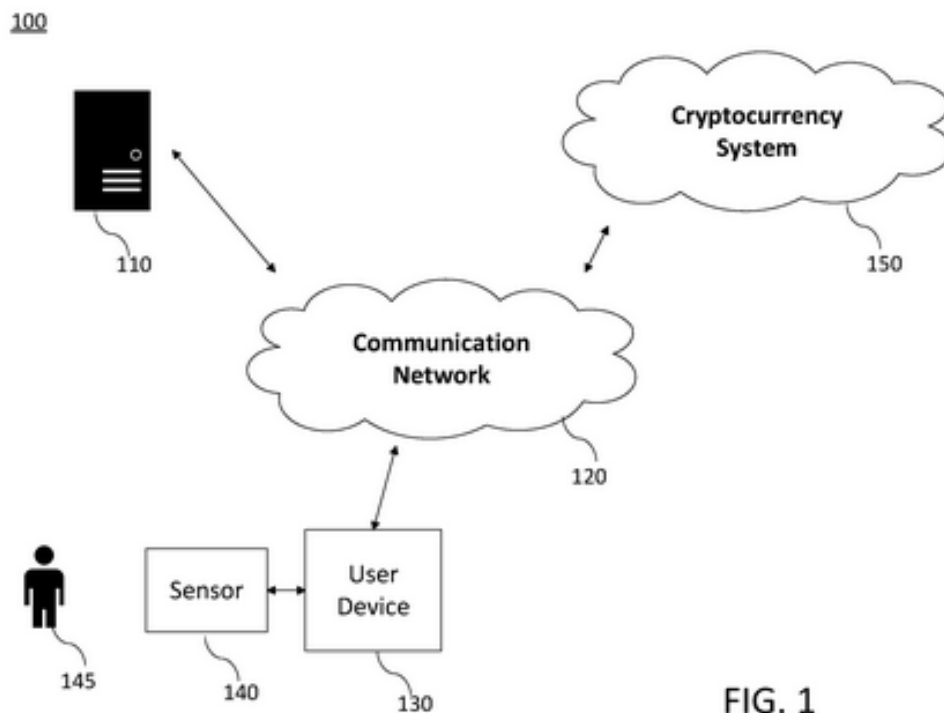 100
Cryptocurrency
System
110
150
Communication
Network
120
Sensor
User
Device
145
140
130
FIG. 1